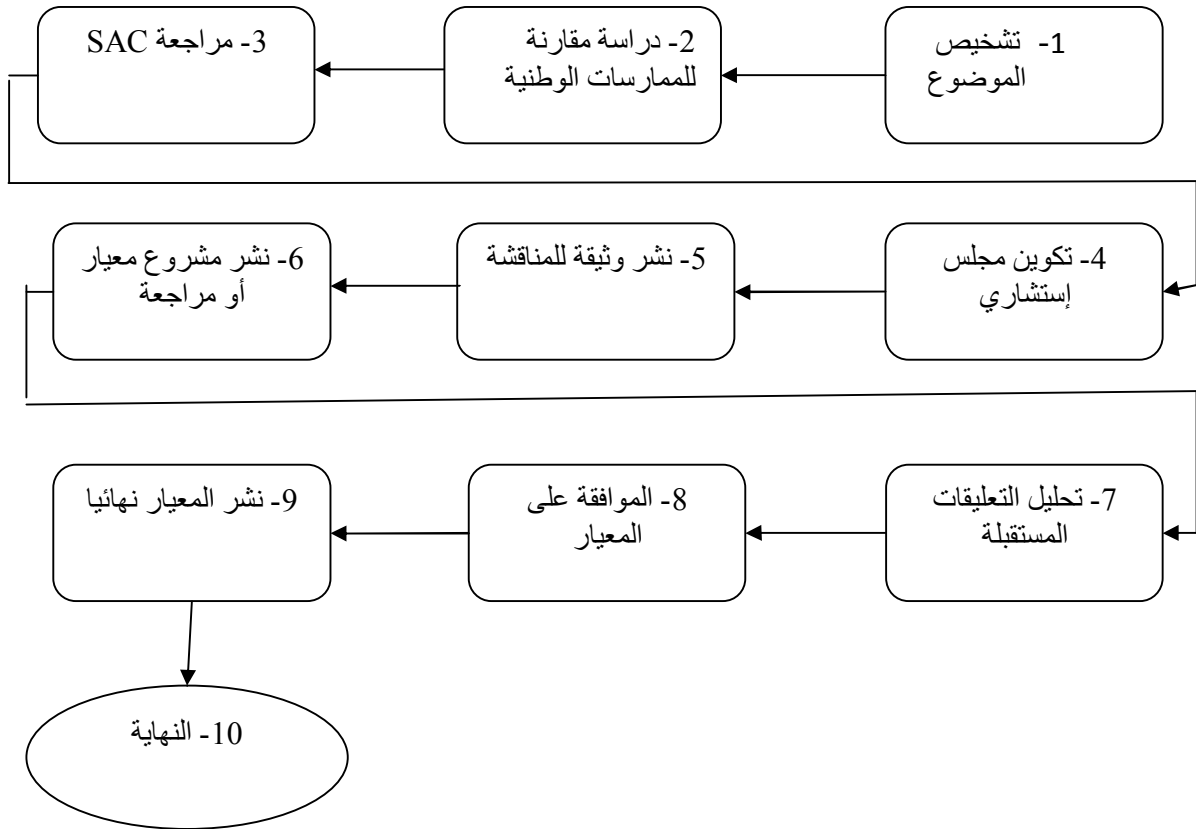 1- تشخيص
الموضوع
2- دراسة مقارنة
للممارسات الوطنية
3- مراجعة SAC
4- تكوين مجلس
إستشاري
5- نشر وثيقة للمناقشة
6- نشر مشروع معيار
أو مراجعة
7- تحليل التعليقات
المستقبلة
8- الموافقة على
المعيار
9- نشر المعيار نهائيا
10- النهاية